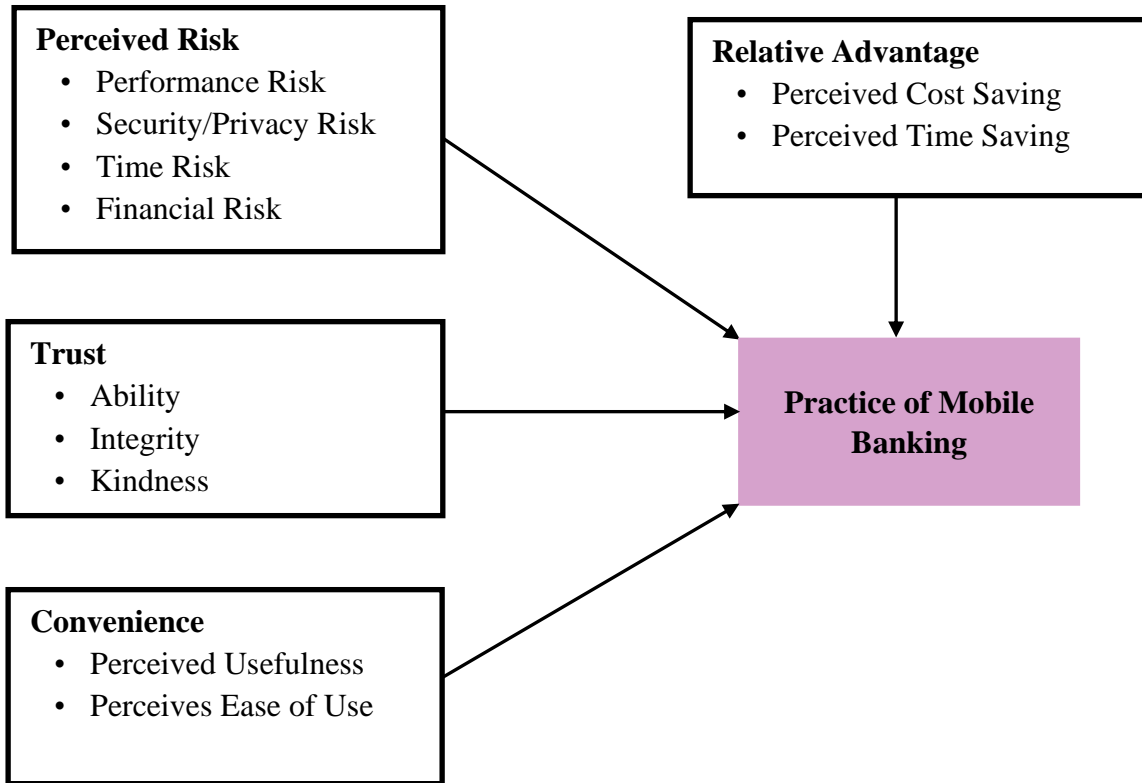 Perceived Risk
• Performance Risk
• Security/Privacy Risk
• Time Risk
• Financial Risk
Relative Advantage
• Perceived Cost Saving
• Perceived Time Saving
Trust
• Ability
• Integrity
• Kindness
Practice of Mobile
Banking
Convenience
• Perceived Usefulness
• Perceives Ease of Use